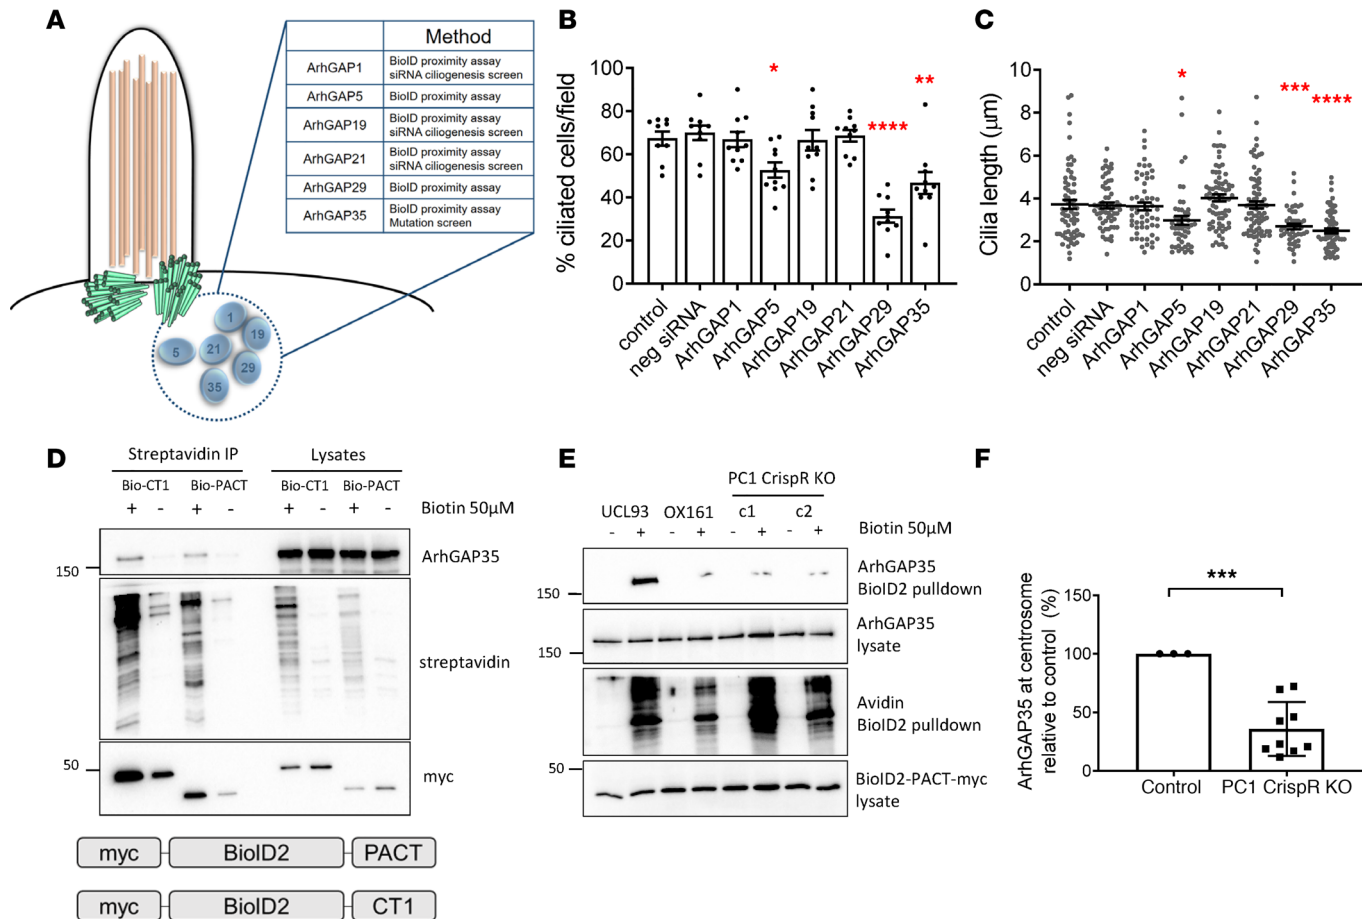 A
Method
ArhGAP1
BioID proximity assay
siRNA ciliogenesis screen
ArhGAP5
BioID proximity assay
ArhGAP19
BioID proximity assay
siRNA ciliogenesis screen
ArhGAP21
BioID proximity assay
siRNA ciliogenesis screen
ArhGAP29
BioID proximity assay
ArhGAP35
BioID proximity assay
Mutation screen
1
19
5
21
29
35
B
% ciliated cells/field
100
80
60
40
20
0
*
****
**
control
neg siRNA
ArhGAP1
ArhGAP5
ArhGAP19
ArhGAP21
ArhGAP29
ArhGAP35
C
Cilia length (μm)
10
8
6
4
2
0
*
***
****
control
neg siRNA
ArhGAP1
ArhGAP5
ArhGAP19
ArhGAP21
ArhGAP29
ArhGAP35
D
Streptavidin IP
Lysates
Bio-CT1
Bio-PACT
Bio-CT1
Bio-PACT
+ - + - + - + - Biotin 50μM
150
ArhGAP35
streptavidin
50
myc
myc BioID2 PACT
myc BioID2 CT1
E
PC1 CrispR KO
UCL93 OX161 c1 c2
- + - + - + - + Biotin 50μM
150
ArhGAP35
BioID2 pulldown
150
ArhGAP35
lysate
Avidin
BioID2 pulldown
50
BioID2-PACT-myc
lysate
F
ArhGAP35 at centrosome
relative to control (%)
150
100
50
0
***
Control
PC1 CrispR KO